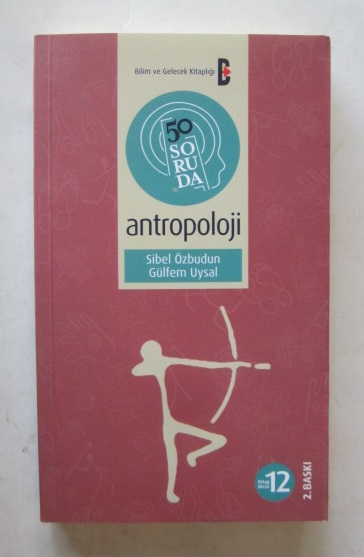 Bilim ve Gelecek Kitaplığı
50
SO
RU
DA
antropoloji
Sibel Özbudun
Gülfem Uysal
12
2. BASKI